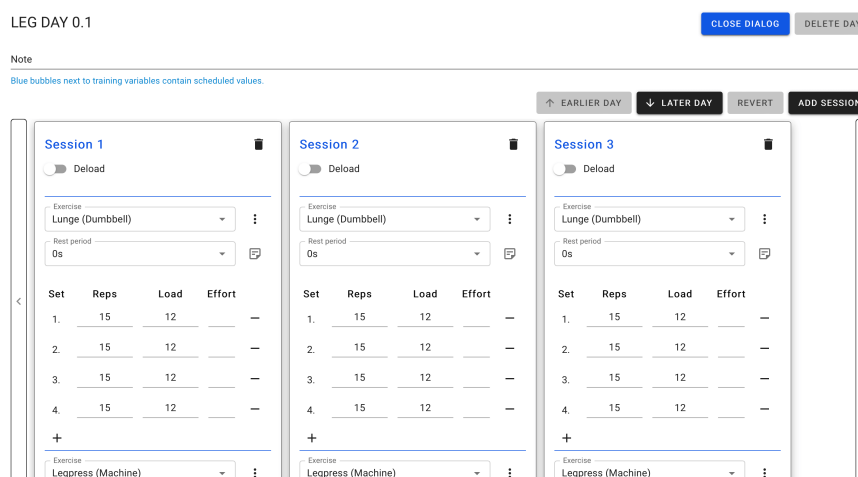 LEG DAY 0.1
CLOSE DIALOG
DELETE DAY
Note
Blue bubbles next to training variables contain scheduled values.
EARLIER DAY
LATER DAY
REVERT
ADD SESSION
Session 1
Deload
Exercise
Lunge (Dumbbell)
Rest period
0s
Set Reps Load Effort
1. 15 12
2. 15 12
3. 15 12
4. 15 12
Exercise
Legpress (Machine)
Session 2
Deload
Exercise
Lunge (Dumbbell)
Rest period
0s
Set Reps Load Effort
1. 15 12
2. 15 12
3. 15 12
4. 15 12
Exercise
Legpress (Machine)
Session 3
Deload
Exercise
Lunge (Dumbbell)
Rest period
0s
Set Reps Load Effort
1. 15 12
2. 15 12
3. 15 12
4. 15 12
Exercise
Legpress (Machine)